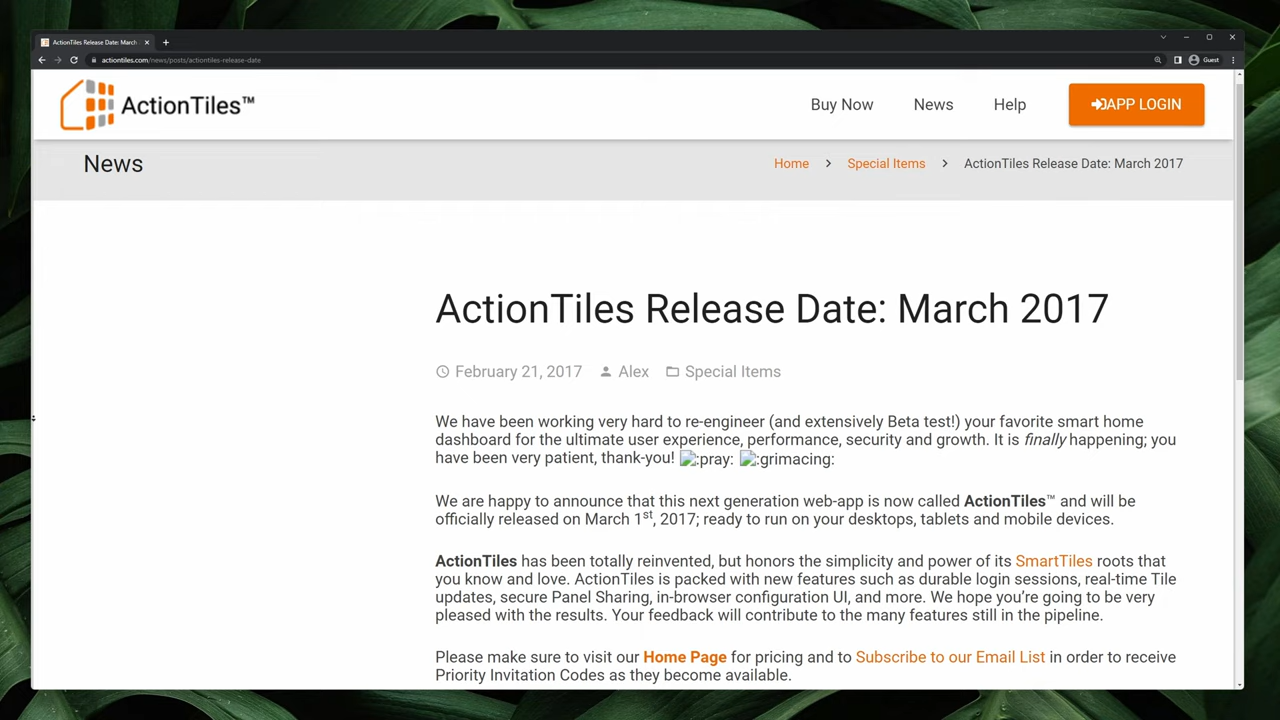 ActionTiles Release Date: March
actiontiles.com/news/posts/actiontiles-release-date
Guest
ActionTiles™
Buy Now
News
Help
APP LOGIN
News
Home
Special Items
ActionTiles Release Date: March 2017
ActionTiles Release Date: March 2017
February 21, 2017
Alex
Special Items
We have been working very hard to re-engineer (and extensively Beta test!) your favorite smart home
dashboard for the ultimate user experience, performance, security and growth. It is finally happening; you
have been very patient, thank-you! :pray: :grimacing:
We are happy to announce that this next generation web-app is now called ActionTiles™ and will be
officially released on March 1st, 2017; ready to run on your desktops, tablets and mobile devices.
ActionTiles has been totally reinvented, but honors the simplicity and power of its SmartTiles roots that
you know and love. ActionTiles is packed with new features such as durable login sessions, real-time Tile
updates, secure Panel Sharing, in-browser configuration UI, and more. We hope you’re going to be very
pleased with the results. Your feedback will contribute to the many features still in the pipeline.
Please make sure to visit our Home Page for pricing and to Subscribe to our Email List in order to receive
Priority Invitation Codes as they become available.